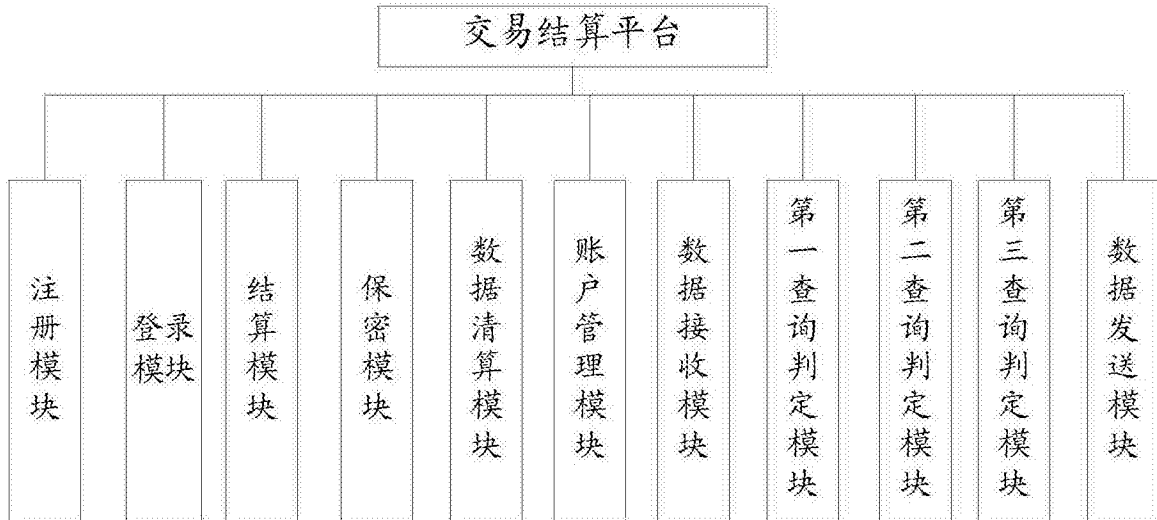 交易结算平台
注册模块
登录
模块
结算模块
保密模块
数据清算模块
账户管理模块
数据接收模块
第一查询判定模块
第二查询判定模块
第三查询判定模块
数据发送模块